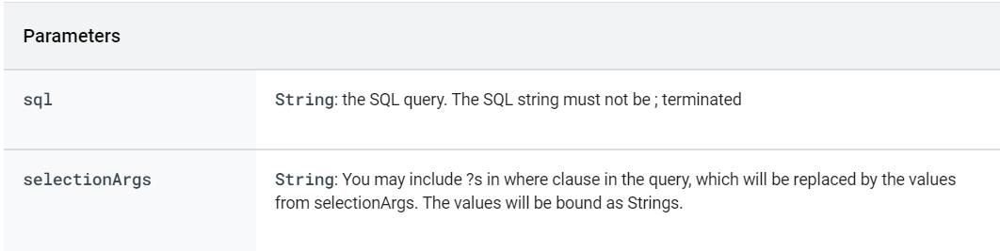 Parameters
sql
String: the SQL query. The SQL string must not be ; terminated
selectionArgs
String: You may include ?s in where clause in the query, which will be replaced by the values
from selectionArgs. The values will be bound as Strings.